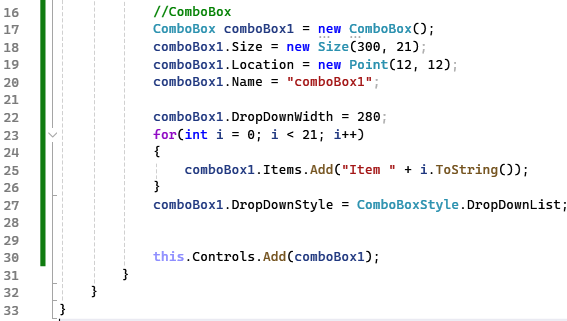 16 //ComboBox
17 ComboBox comboBox1 = new ComboBox();
18 comboBox1.Size = new Size(300, 21);
19 comboBox1.Location = new Point(12, 12);
20 comboBox1.Name = "comboBox1";
21
22 comboBox1.DropDownWidth = 280;
23 for(int i = 0; i < 21; i++)
24 {
25 comboBox1.Items.Add("Item " + i.ToString());
26 }
27 comboBox1.DropDownStyle = ComboBoxStyle.DropDownList;
28
29
30 this.Controls.Add(comboBox1);
31 }
32 }
33 }